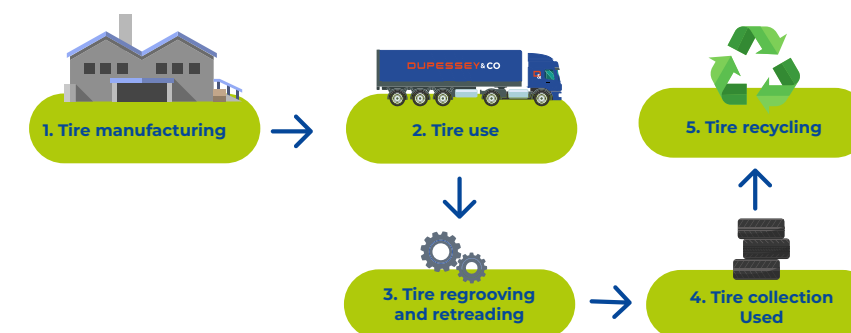 DUPESSEY&CO
1. Tire manufacturing
2. Tire use
5. Tire recycling
3. Tire regrooving
and retreading
4. Tire collection
Used